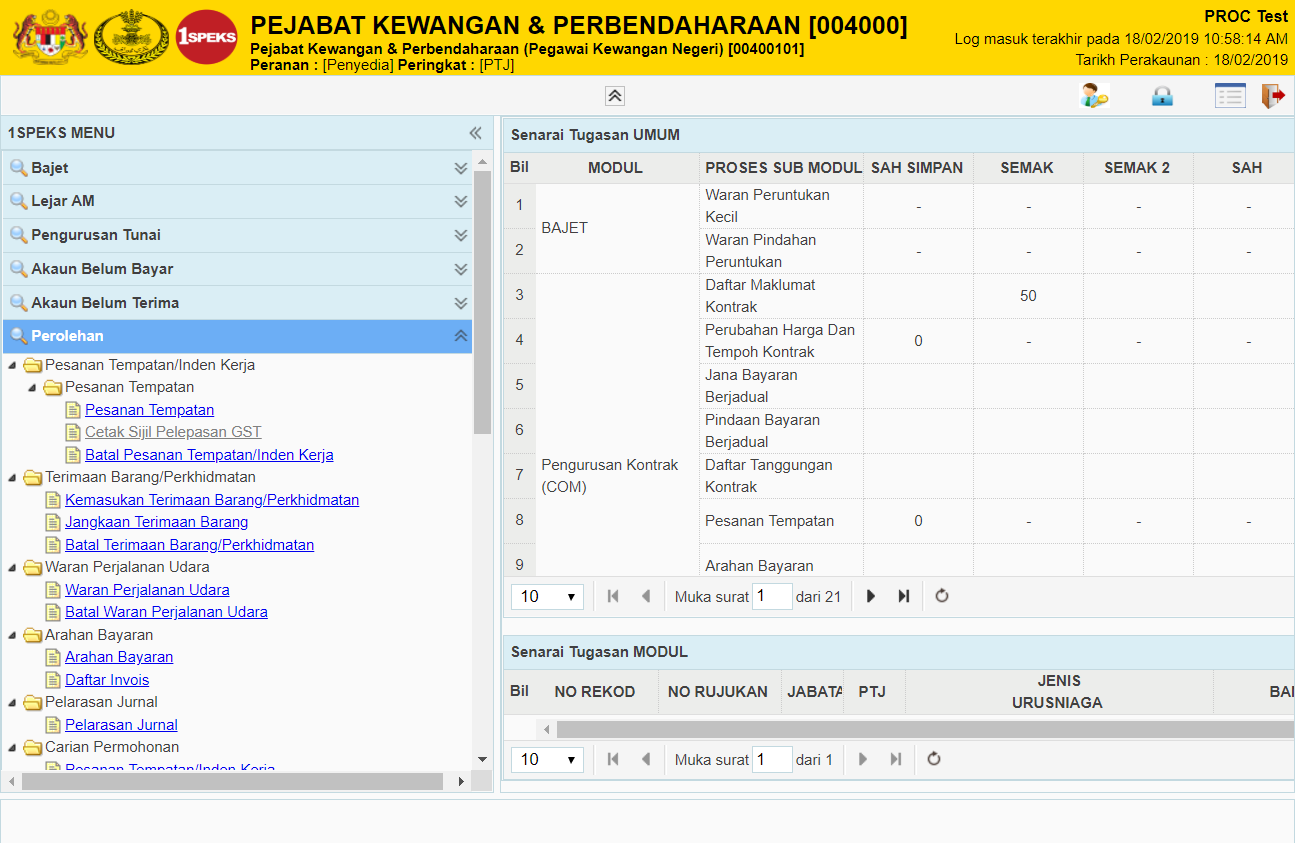 1SPEKS
PEJABAT KEWANGAN & PERBENDAHARAAN [004000]
Pejabat Kewangan & Perbendaharaan (Pegawai Kewangan Negeri) [00400101]
Peranan : [Penyedia] Peringkat : [PTJ]
PROC Test
Log masuk terakhir pada 18/02/2019 10:58:14 AM
Tarikh Perakaunan : 18/02/2019
1SPEKS MENU
Bajet
Lejar AM
Pengurusan Tunai
Akaun Belum Bayar
Akaun Belum Terima
Perolehan
Pesanan Tempatan/Inden Kerja
Pesanan Tempatan
Pesanan Tempatan
Cetak Sijil Pelepasan GST
Batal Pesanan Tempatan/Inden Kerja
Terimaan Barang/Perkhidmatan
Kemasukan Terimaan Barang/Perkhidmatan
Jangkaan Terimaan Barang
Batal Terimaan Barang/Perkhidmatan
Waran Perjalanan Udara
Waran Perjalanan Udara
Batal Waran Perjalanan Udara
Arahan Bayaran
Arahan Bayaran
Daftar Invois
Pelarasan Jurnal
Pelarasan Jurnal
Carian Permohonan
Pesanan Tempatan/Inden Kerja
Senarai Tugasan UMUM
Bil MODUL PROSES SUB MODUL SAH SIMPAN SEMAK SEMAK 2 SAH
1 BAJET Waran Peruntukan
Kecil - - - -
2 Waran Pindahan
Peruntukan - - - -
3 Daftar Maklumat
Kontrak 50
4 Perubahan Harga Dan
Tempoh Kontrak 0 - - -
5 Jana Bayaran
Berjadual
6 Pindaan Bayaran
Berjadual
7 Pengurusan Kontrak
(COM) Daftar Tanggungan
Kontrak
8 Pesanan Tempatan 0 - - -
9 Arahan Bayaran
10 Muka surat 1 dari 21
Senarai Tugasan MODUL
Bil NO REKOD NO RUJUKAN JABATA PTJ JENIS
URUSNIAGA BA
10 Muka surat 1 dari 1